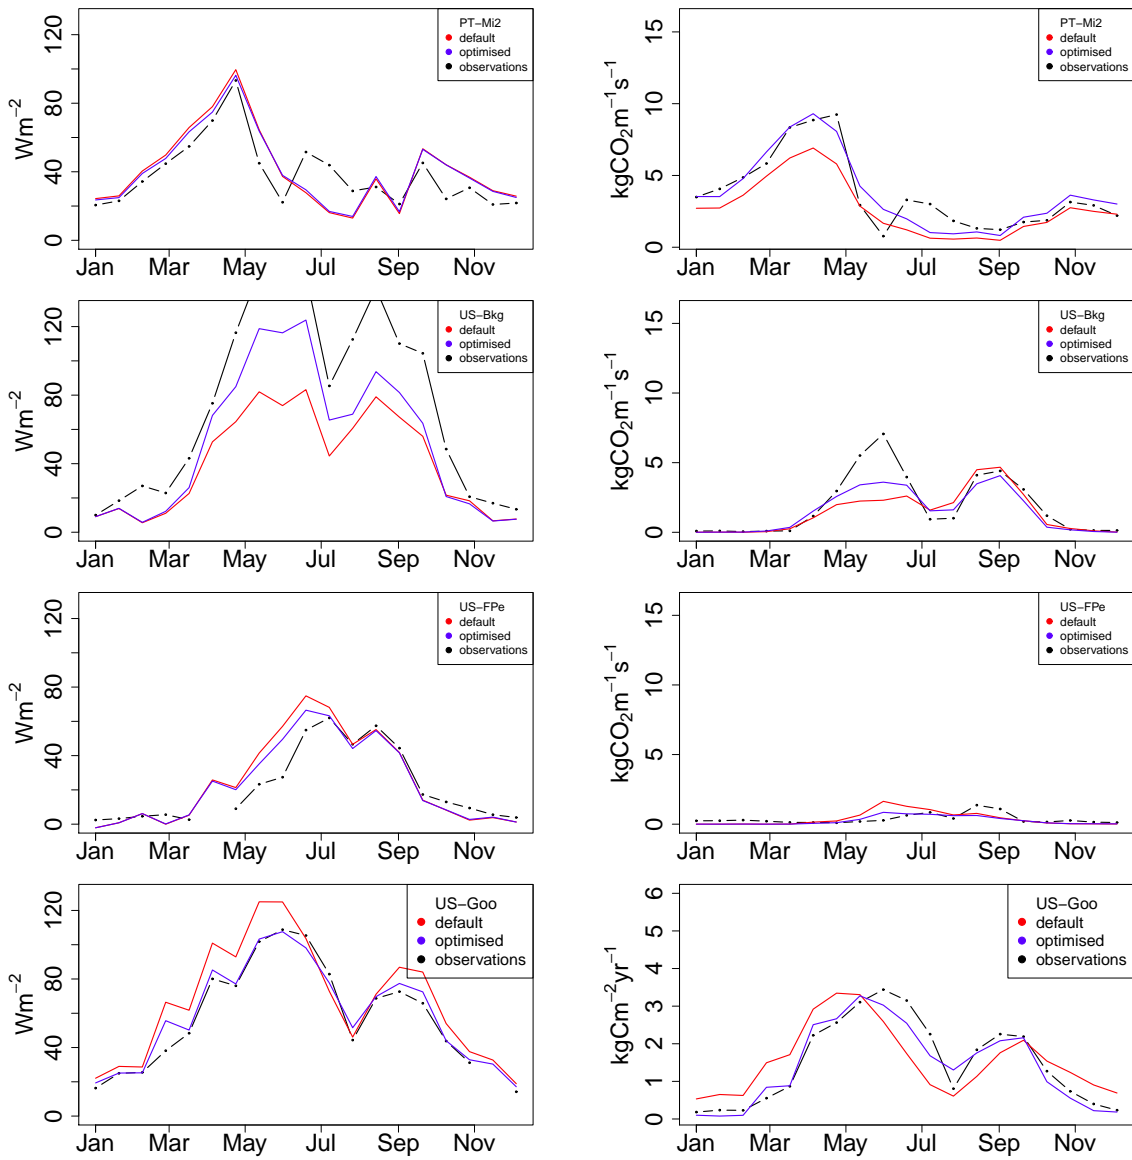 Wm−2
0 40 80 120
Jan Mar May Jul Sep Nov
PT−Mi2
default
optimised
observations
kgCO2m−1s−1
0 5 10 15
Jan Mar May Jul Sep Nov
PT−Mi2
default
optimised
observations
Wm−2
0 40 80 120
Jan Mar May Jul Sep Nov
US−Bkg
default
optimised
observations
kgCO2m−1s−1
0 5 10 15
Jan Mar May Jul Sep Nov
US−Bkg
default
optimised
observations
Wm−2
0 40 80 120
Jan Mar May Jul Sep Nov
US−FPe
default
optimised
observations
kgCO2m−1s−1
0 5 10 15
Jan Mar May Jul Sep Nov
US−FPe
default
optimised
observations
Wm−2
0 40 80 120
Jan Mar May Jul Sep Nov
US−Goo
default
optimised
observations
kgCm−2yr−1
0 1 2 3 4 5 6
Jan Mar May Jul Sep Nov
US−Goo
default
optimised
observations